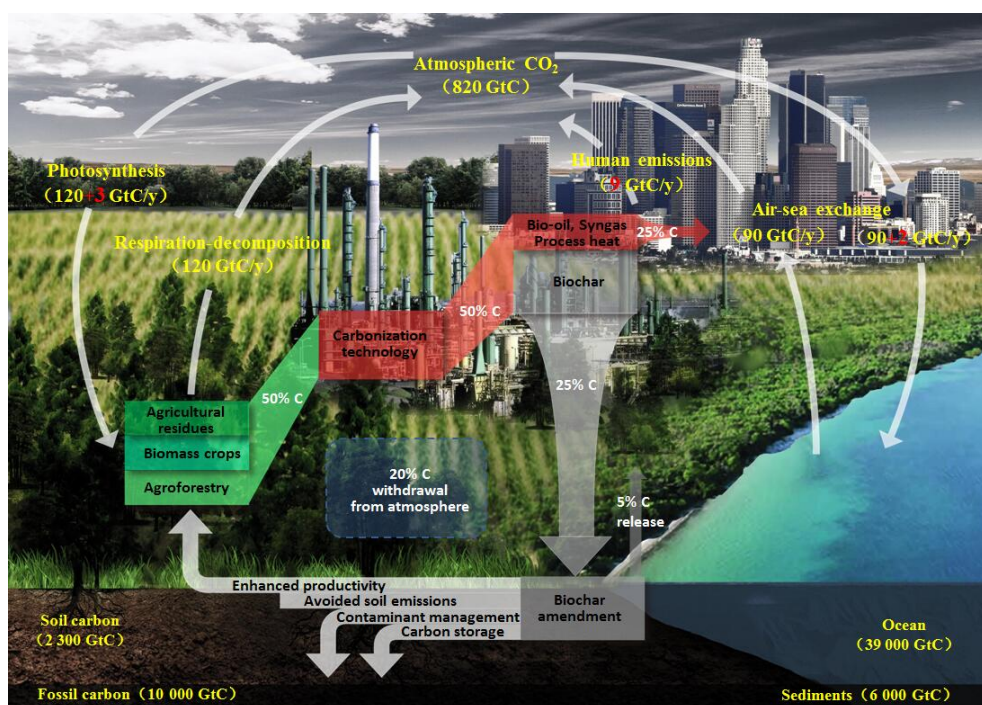 Atmospheric CO₂
（820 GtC）
Photosynthesis
（120+3 GtC/y）
Human emissions
（9 GtC/y）
Respiration-decomposition
（120 GtC/y）
Air-sea exchange
（90 GtC/y）
（90+2 GtC/y）
Bio-oil, Syngas
Process heat
25% C
Biochar
50% C
Carbonization
technology
25% C
50% C
Agricultural
residues
Biomass crops
Agroforestry
20% C
withdrawal
from atmosphere
5% C
release
Enhanced productivity
Avoided soil emissions
Contaminant management
Carbon storage
Biochar
amendment
Soil carbon
（2 300 GtC）
Ocean
（39 000 GtC）
Fossil carbon（10 000 GtC）
Sediments（6 000 GtC）